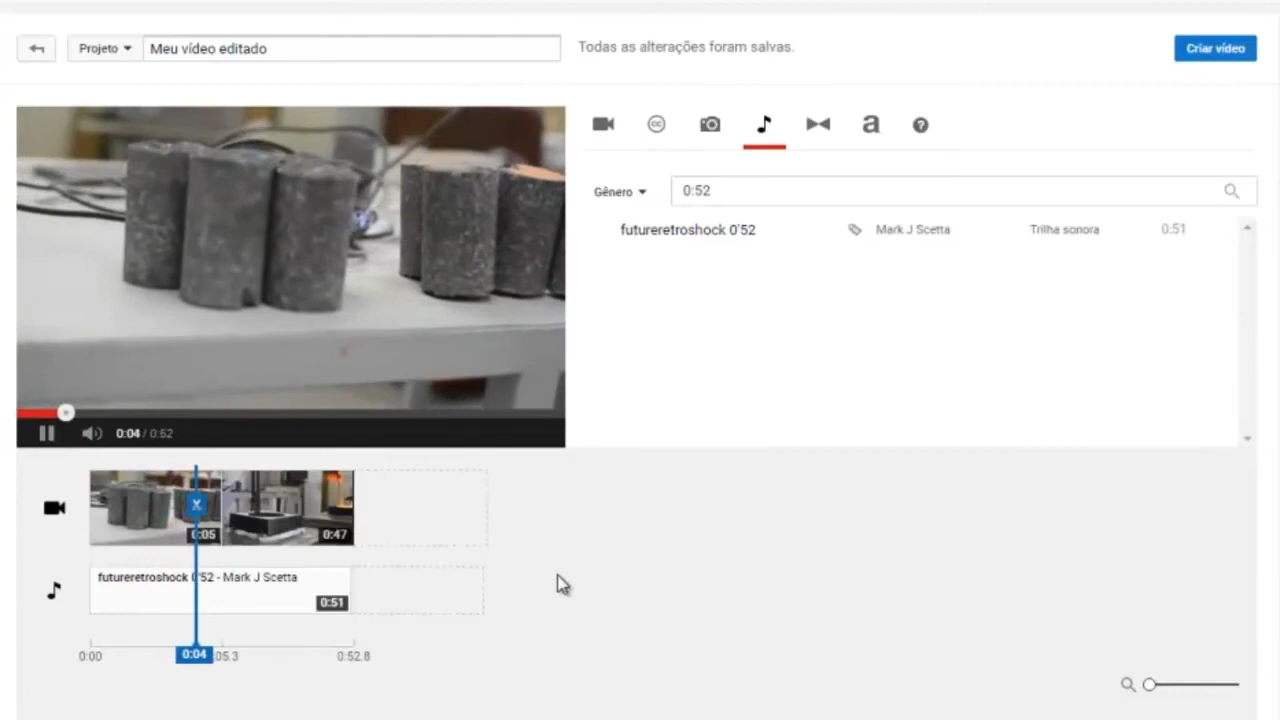 Projeto
Meu vídeo editado
Todas as alterações foram salvas.
Criar vídeo
cc
a
?
Gênero
0:52
futureretroshock 0'52
Mark J Scetta
Trilha sonora
0:51
0:04 / 0:52
X
0:05
0:47
futureretroshock 0'52 - Mark J Scetta
0:51
0:00
0:04
05.3
0:52.8